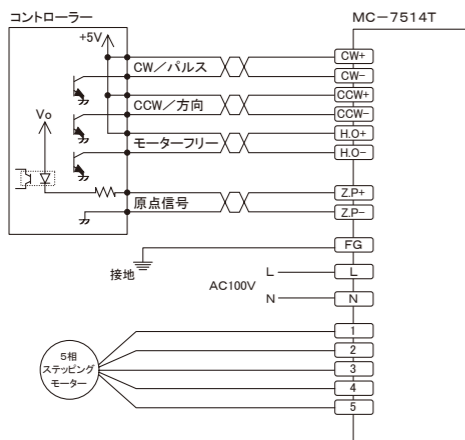 コントローラー
MC-7514T
+5V
CW/パルス
CW+
CW-
CCW/方向
CCW+
CCW-
モーターフリー
H.O+
H.O-
Vo
原点信号
Z.P+
Z.P-
FG
接地
AC100V
L
L
N
N
1
2
3
4
5
5相
ステッピング
モーター